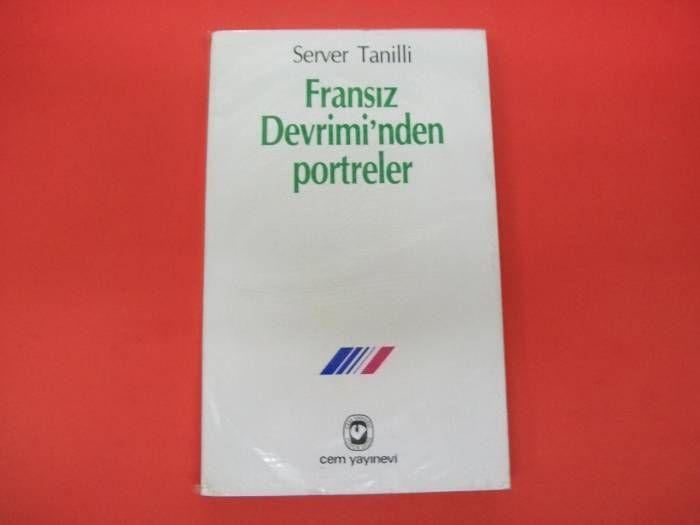 Server Tanilli
Fransız
Devrimi'nden
portreler
cem yayınevi